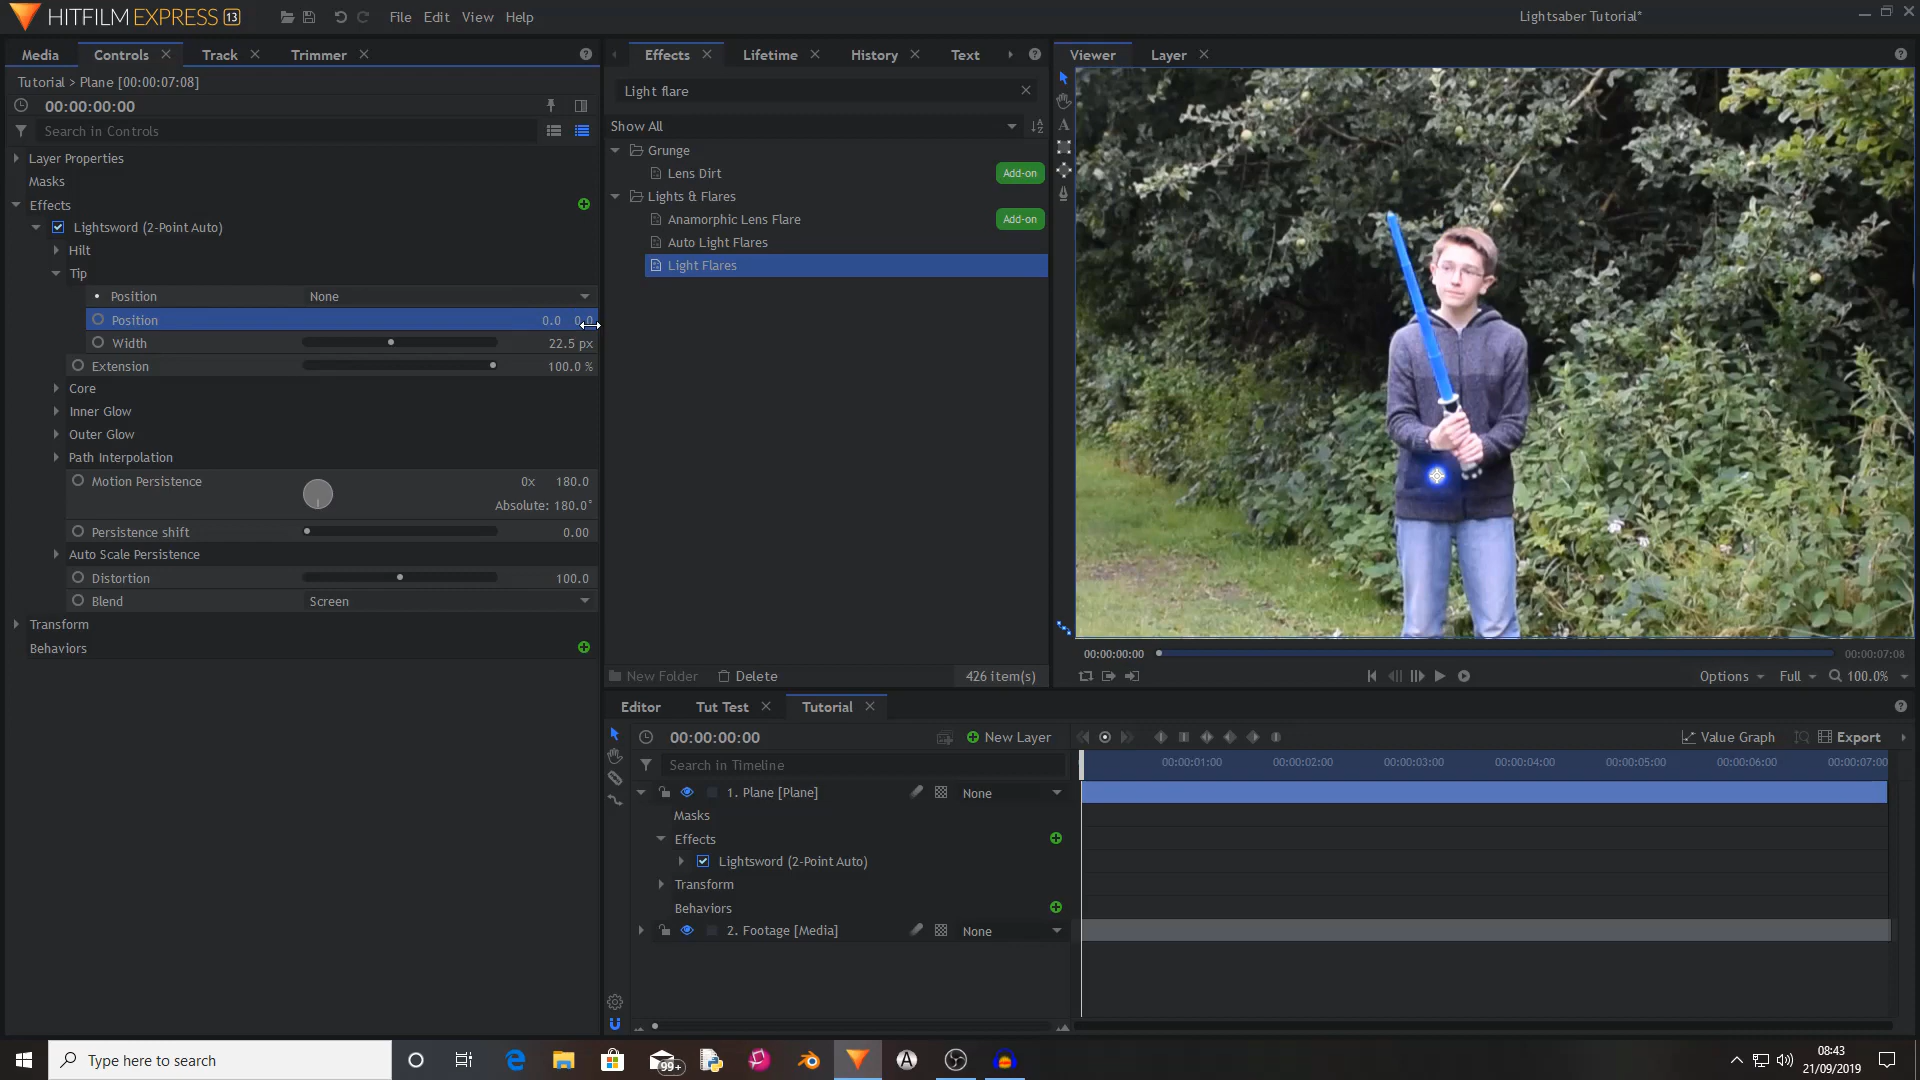 HITFILM EXPRESS 13 File Edit View Help Lightsaber Tutorial*
Media Controls Track Trimmer
Tutorial > Plane [00:00:07:08]
00:00:00:00
Search in Controls
Layer Properties
Masks
Effects
Lightsword (2-Point Auto)
Hilt
Tip
Position None
Position 0.0 0.0
Width 22.5 px
Extension 100.0 %
Core
Inner Glow
Outer Glow
Path Interpolation
Motion Persistence 0x 180.0
Absolute: 180.0°
Persistence shift 0.00
Auto Scale Persistence
Distortion 100.0
Blend Screen
Transform
Behaviors
Effects Lifetime History Text
Light flare
Show All
Grunge
Lens Dirt Add-on
Lights & Flares
Anamorphic Lens Flare Add-on
Auto Light Flares
Light Flares
New Folder Delete 426 item(s)
Viewer Layer
00:00:00:00 00:00:07:08
Options Full 100.0%
Editor Tut Test Tutorial
00:00:00:00 New Layer Value Graph Export
Search in Timeline
00:00:01:00 00:00:02:00 00:00:03:00 00:00:04:00 00:00:05:00 00:00:06:00 00:00:07:00
1. Plane [Plane] None
Masks
Effects
Lightsword (2-Point Auto)
Transform
Behaviors
2. Footage [Media] None
Type here to search
99+
08:43
21/09/2019